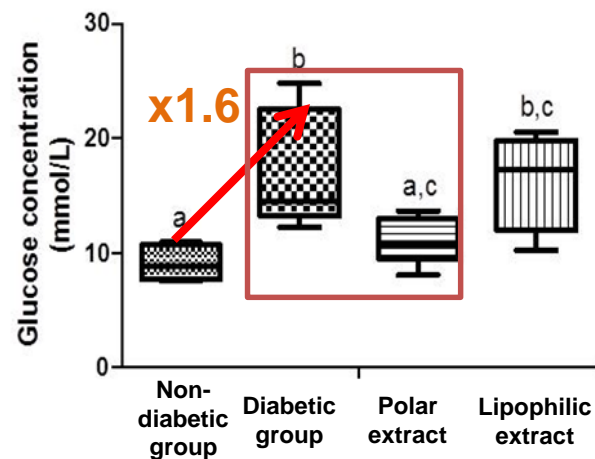 Glucose concentration
(mmol/L)
30
20
10
0
x1.6
a
b
a,c
b,c
Non-
diabetic
group
Diabetic
group
Polar
extract
Lipophilic
extract